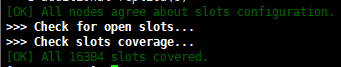 [OK] All nodes agree about slots configuration.
>>> Check for open slots...
>>> Check slots coverage...
[OK] All 16384 slots covered.